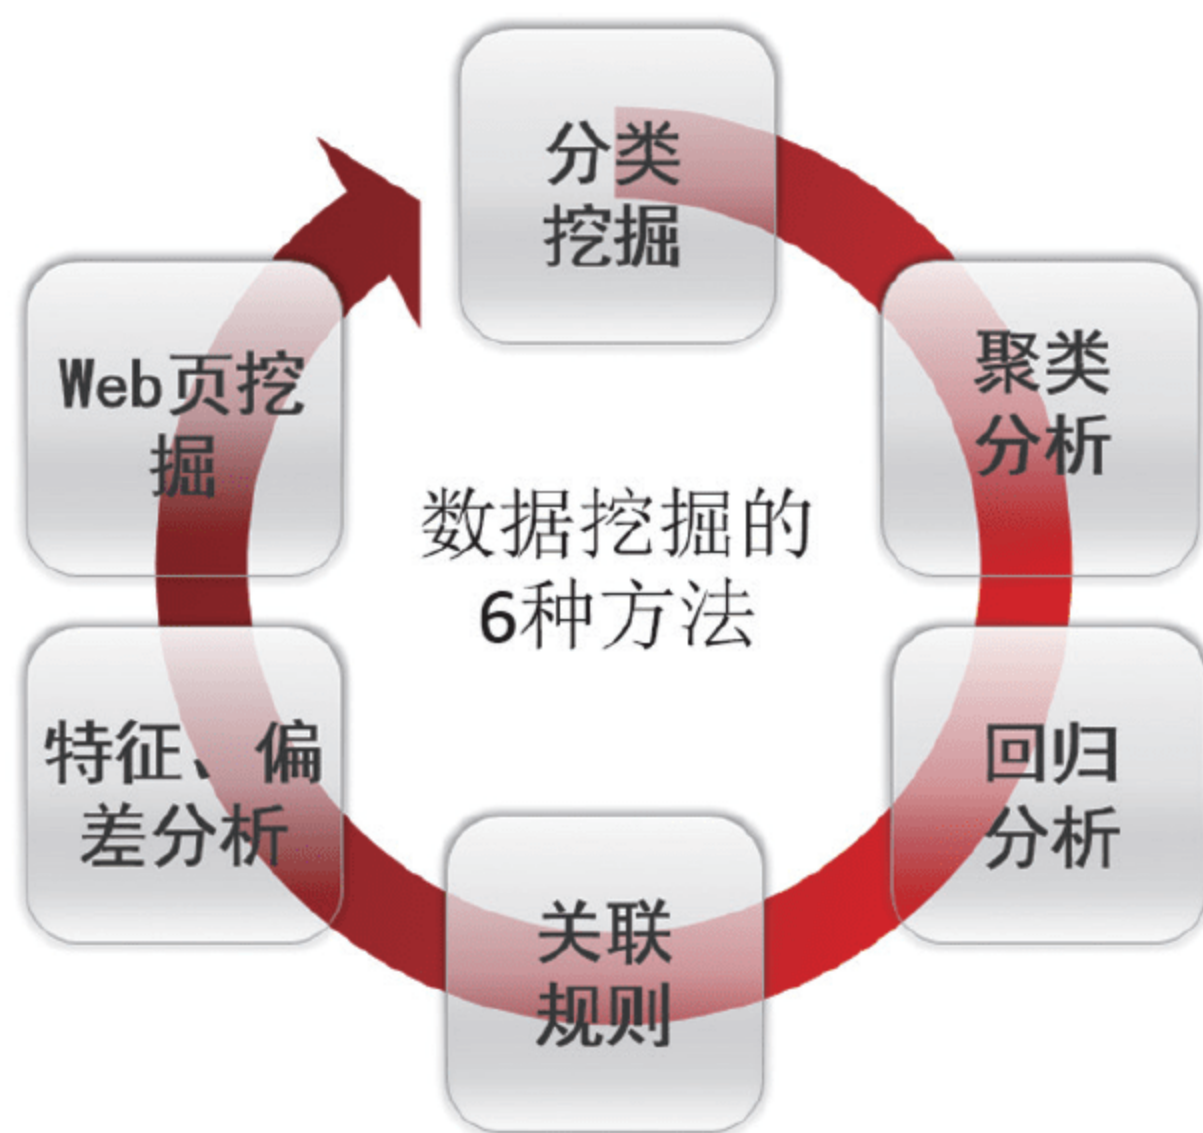 分类
挖掘
聚类
分析
回归
分析
关联
规则
特征、偏
差分析
Web页挖
掘
数据挖掘的
6种方法